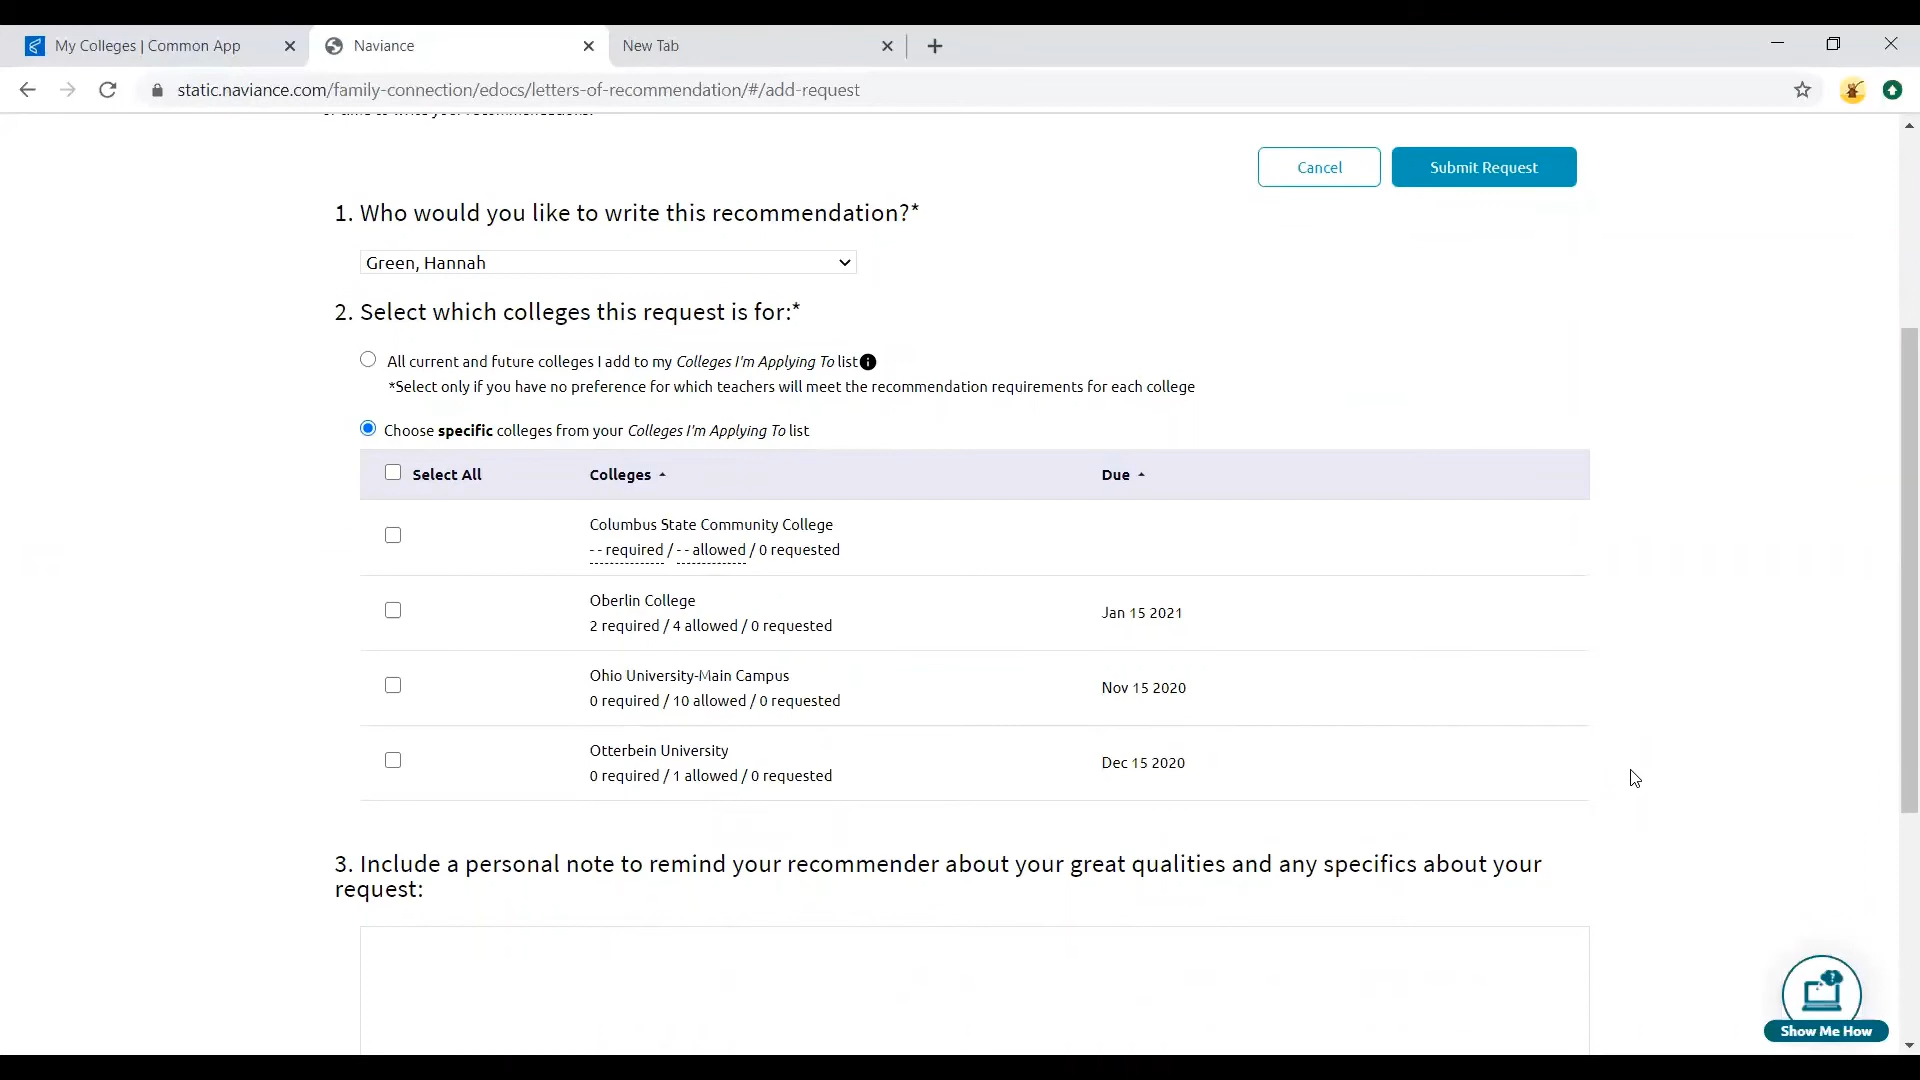 My Colleges | Common App
Naviance
New Tab
static.naviance.com/family-connection/edocs/letters-of-recommendation/#/add-request
Cancel
Submit Request
1. Who would you like to write this recommendation?*
Green, Hannah
2. Select which colleges this request is for:*
All current and future colleges I add to my Colleges I'm Applying To list
*Select only if you have no preference for which teachers will meet the recommendation requirements for each college
Choose specific colleges from your Colleges I'm Applying To list
Select All Colleges Due
Columbus State Community College
- - required / - - allowed / 0 requested
Oberlin College
2 required / 4 allowed / 0 requested
Jan 15 2021
Ohio University-Main Campus
0 required / 10 allowed / 0 requested
Nov 15 2020
Otterbein University
0 required / 1 allowed / 0 requested
Dec 15 2020
3. Include a personal note to remind your recommender about your great qualities and any specifics about your
request:
Show Me How